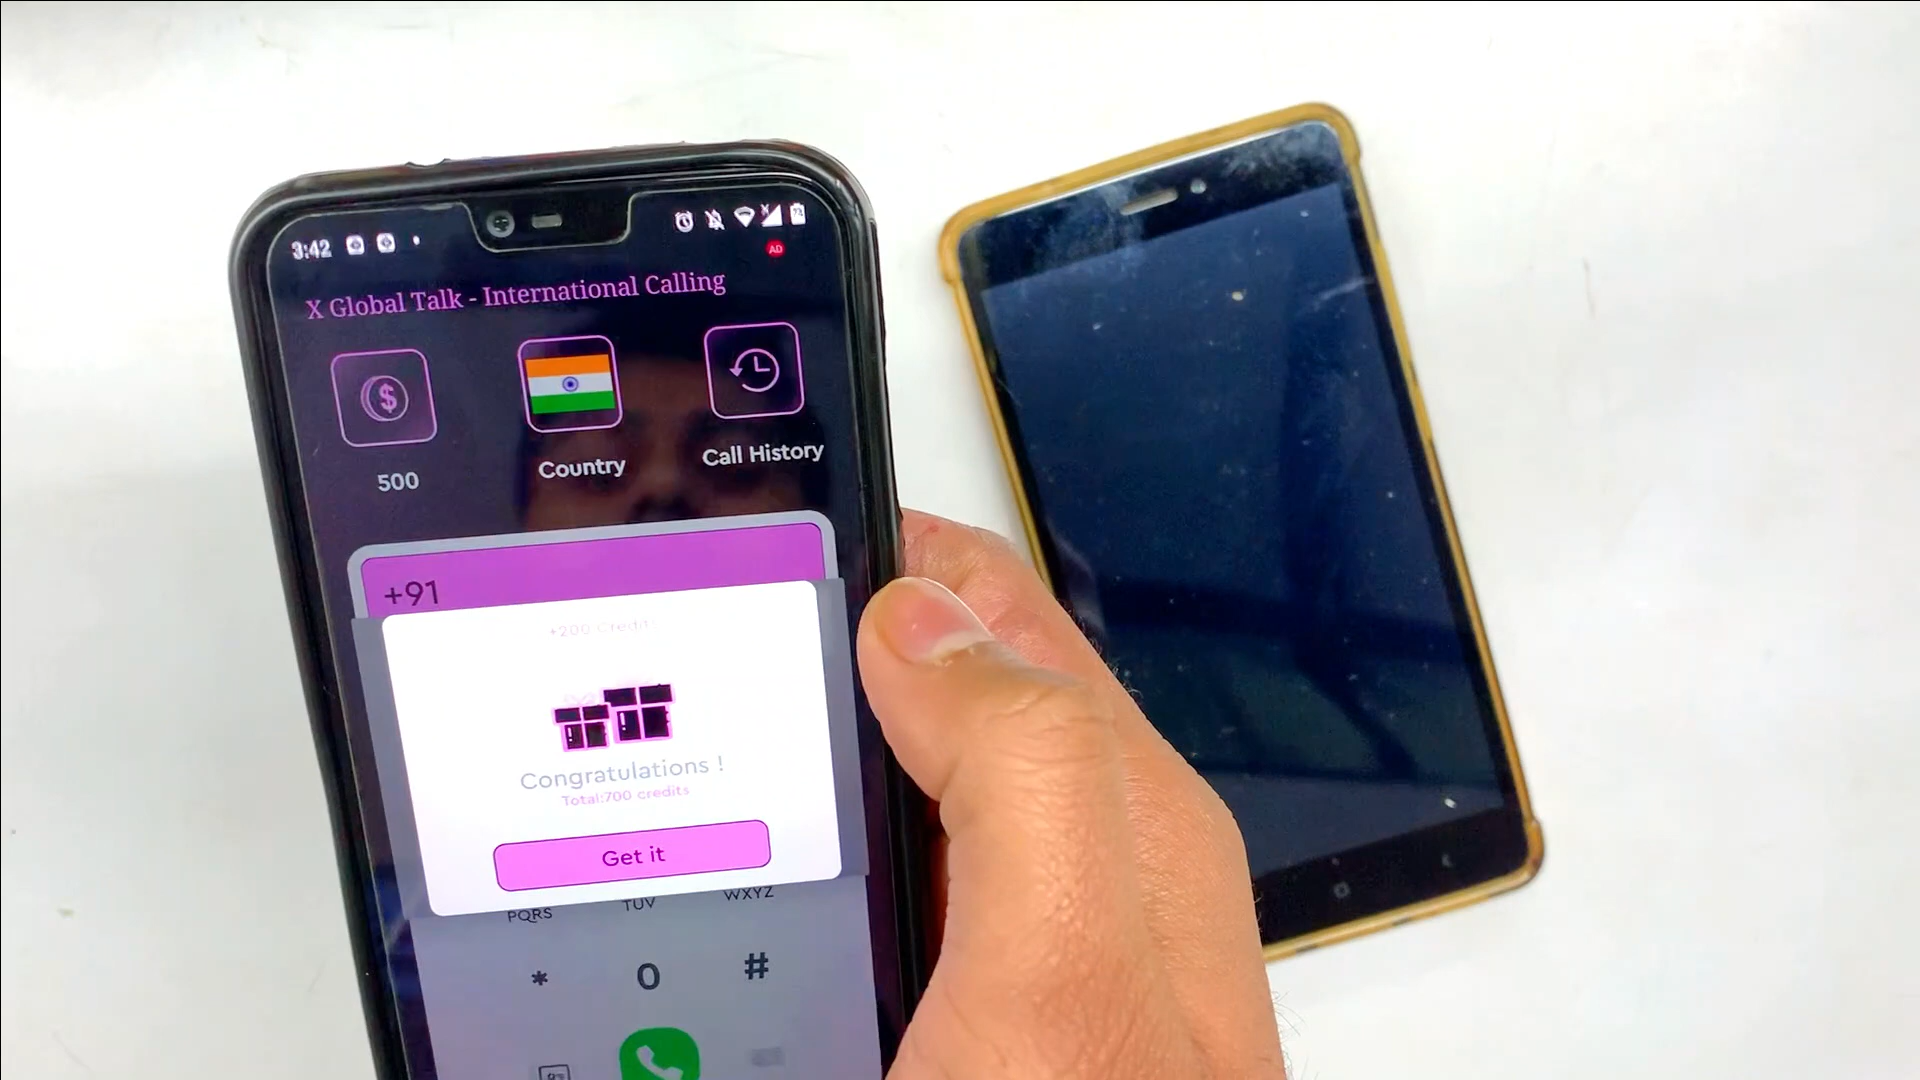 3:42
AD
X Global Talk - International Calling
500
Country
Call History
+91
+200 Credit
Congratulations !
Total:700 credits
Get it
PQRS
TUV
WXYZ
*
0
#